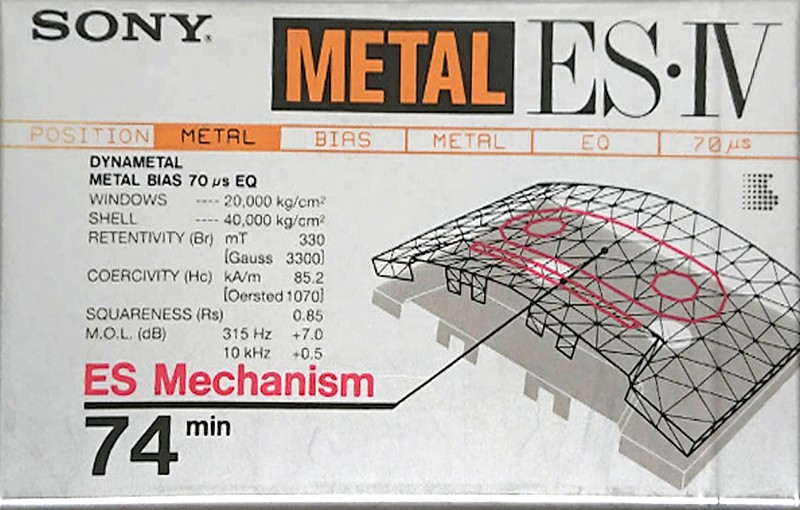 SONY.
METAL ES·IV
POSITION METAL BIAS METAL EQ 70μs
DYNAMETAL
METAL BIAS 70 μs EQ
WINDOWS ---- 20,000 kg/cm²
SHELL ---- 40,000 kg/cm²
RETENTIVITY (Br) mT 330
[Gauss 3300]
COERCIVITY (Hc) kA/m 85.2
[Oersted 1070]
SQUARENESS (Rs) 0.85
M.O.L. (dB) 315 Hz +7.0
10 kHz +0.5
ES Mechanism
74 min